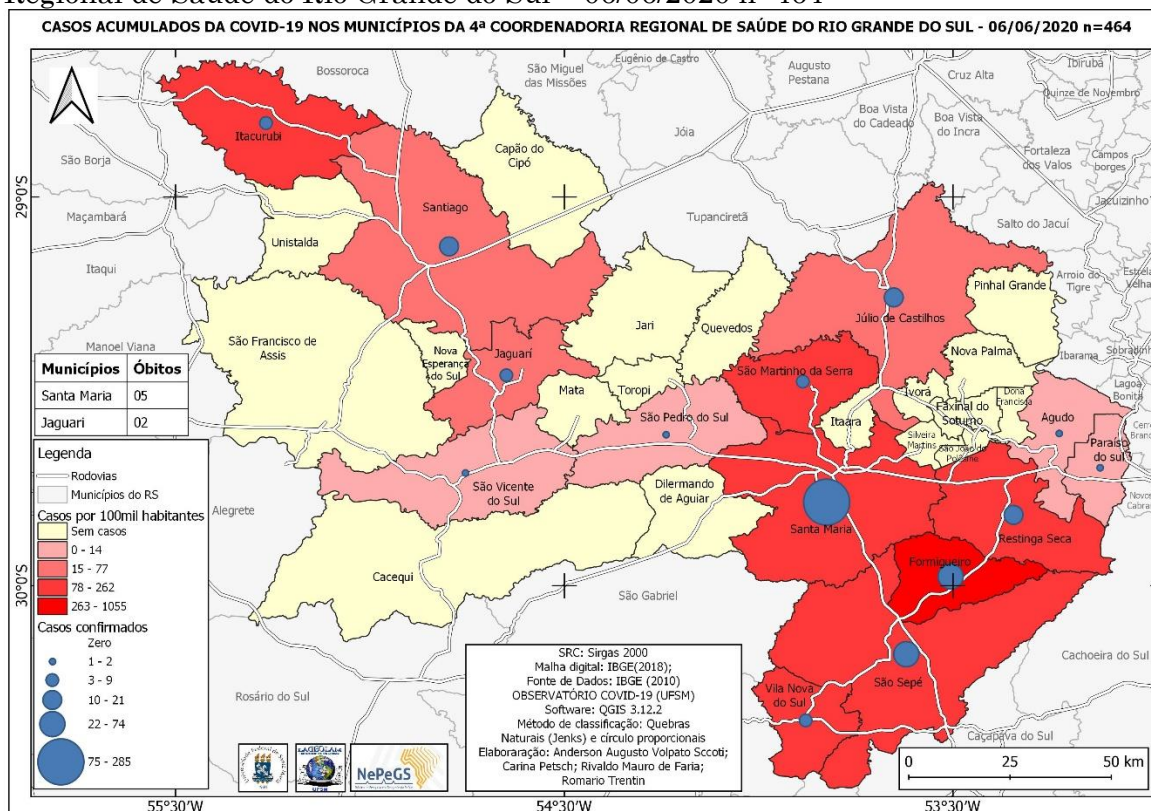 Regional de Saúde do Rio Grande do Sul – 06/06/2020 n=464
CASOS ACUMULADOS DA COVID-19 NOS MUNICÍPIOS DA 4ª COORDENADORIA REGIONAL DE SAÚDE DO RIO GRANDE DO SUL - 06/06/2020 n=464
Bossoroca
São Miguel das Missões
Eugênio de Castro
Augusto Pestana
Cruz Alta
Ibirubá
Quinze de Novembro
Boa Vista do Cadeado
Boa Vista do Incra
Jóia
Fortaleza dos Valos
Campos borges
Jacuizinho
Salto do Jacuí
Tupanciretã
São Borja
Maçambará
Itaqui
Manoel Viana
Alegrete
Rosário do Sul
São Gabriel
Caçapava do Sul
Cachoeira do Sul
Arroio do Tigre
Estrela Velha
Ibarama
Sobradinho
Lagoa Bonita
Itacurubi
Capão do Cipó
Santiago
Unistalda
São Francisco de Assis
Nova Esperança do Sul
Jaguarí
Jari
Quevedos
Mata
Toropi
São Pedro do Sul
São Vicente do Sul
Cacequi
Dilermando de Aguiar
Júlio de Castilhos
Pinhal Grande
Nova Palma
São Martinho da Serra
Itaara
Ivorá
Faxinal do Soturno
Dona Francisca
Silveira Martins
São João do Polêsine
Agudo
Paraíso do sul
Santa Maria
Restinga Seca
Formigueiro
São Sepé
Vila Nova do Sul
29°0'S
30°0'S
55°30'W
54°30'W
53°30'W
Municípios Óbitos
Santa Maria 05
Jaguari 02
Legenda
Rodovias
Municípios do RS
Casos por 100mil habitantes
Sem casos
0 - 14
15 - 77
78 - 262
263 - 1055
Casos confirmados
Zero
1 - 2
3 - 9
10 - 21
22 - 74
75 - 285
SRC: Sirgas 2000
Malha digital: IBGE(2018);
Fonte de Dados: IBGE (2010)
OBSERVATÓRIO COVID-19 (UFSM)
Software: QGIS 3.12.2
Método de classificação: Quebras
Naturais (Jenks) e círculo proporcionais
Elaboraração: Anderson Augusto Volpato Sccoti;
Carina Petsch; Rivaldo Mauro de Faria;
Romario Trentin
NePeGS
0 25 50 km